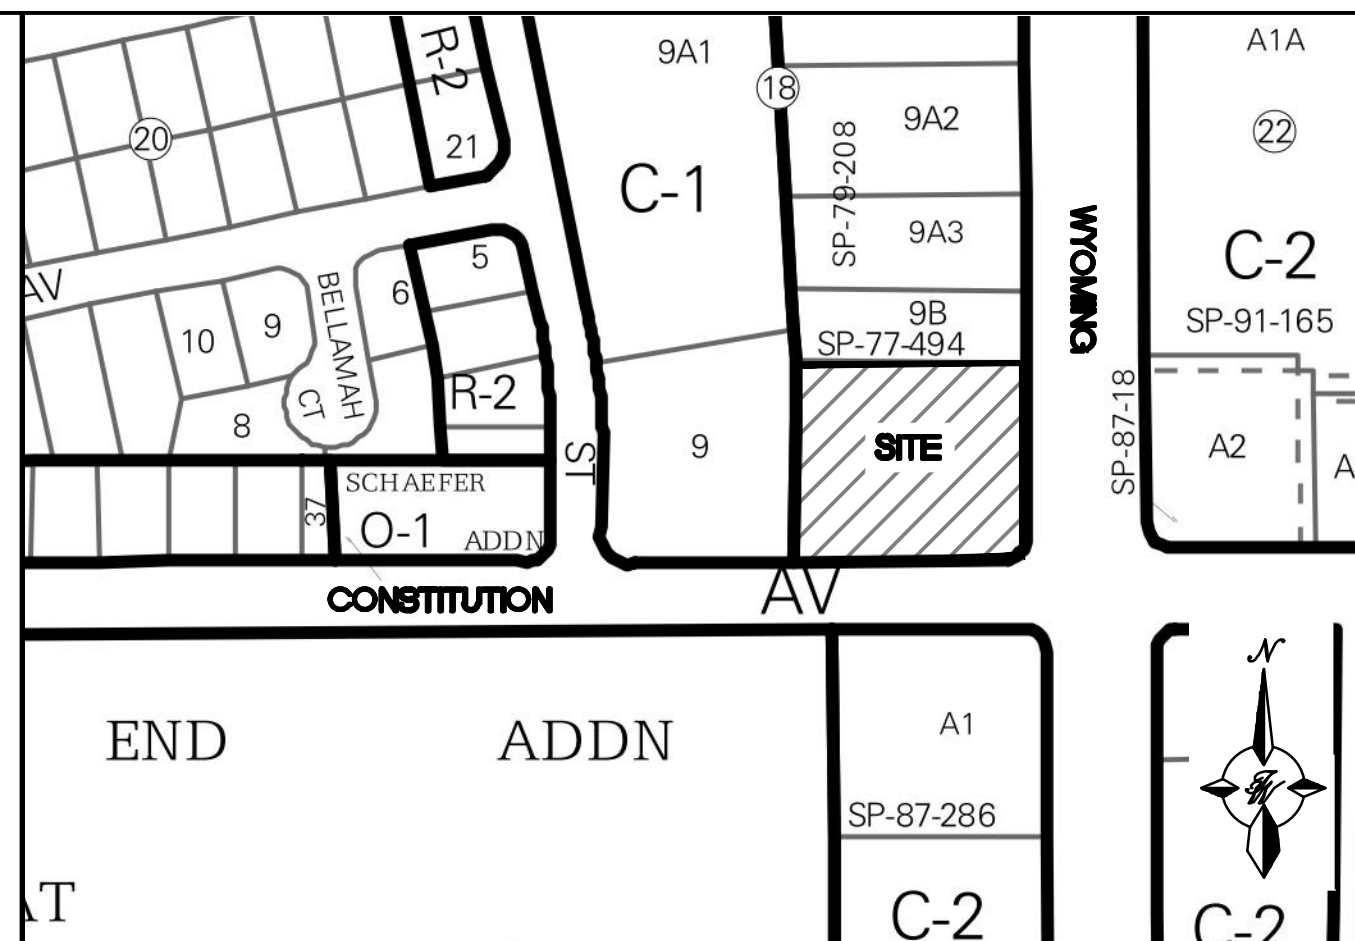 R-2
21
20
9A1
18
9A2
SP-79-208
9A3
9B
SP-77-494
C-1
A1A
22
C-2
SP-91-165
WYOMING
SP-87-18
A2
A
AV
5
6
BELLAMAH
CT
10
9
8
R-2
ST
9
SITE
37
SCHAEFER
O-1
ADDN
CONSTITUTION
AV
END
ADDN
A1
SP-87-286
C-2
N
C-2
AT